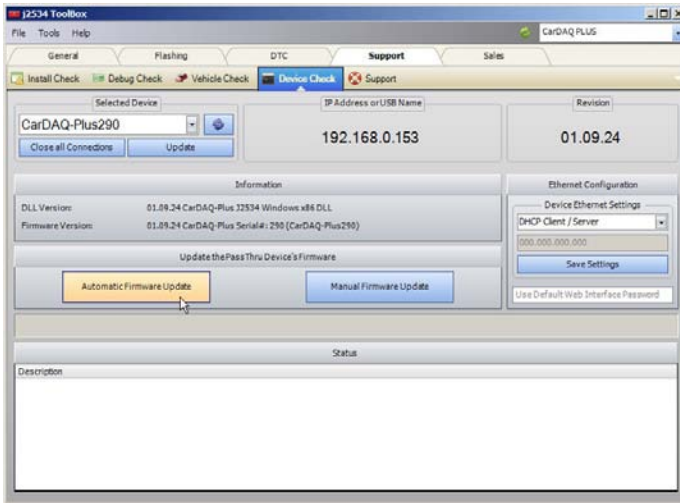 j2534 ToolBox
File Tools Help
CarDAQ PLUS
General Flashing DTC Support Sales
Install Check Debug Check Vehicle Check Device Check Support
Selected Device
CarDAQ-Plus290
Close all Connections Update
IP Address or USB Name
192.168.0.153
Revision
01.09.24
Information
DLL Version: 01.09.24 CarDAQ-Plus J2534 Windows x86 DLL
Firmware Version: 01.09.24 CarDAQ-Plus Serial#: 290 (CarDAQ-Plus290)
Ethernet Configuration
Device Ethernet Settings
DHCP Client / Server
000.000.000.000
Save Settings
Use Default Web Interface Password
Update the PassThru Device's Firmware
Automatic Firmware Update Manual Firmware Update
Status
Description